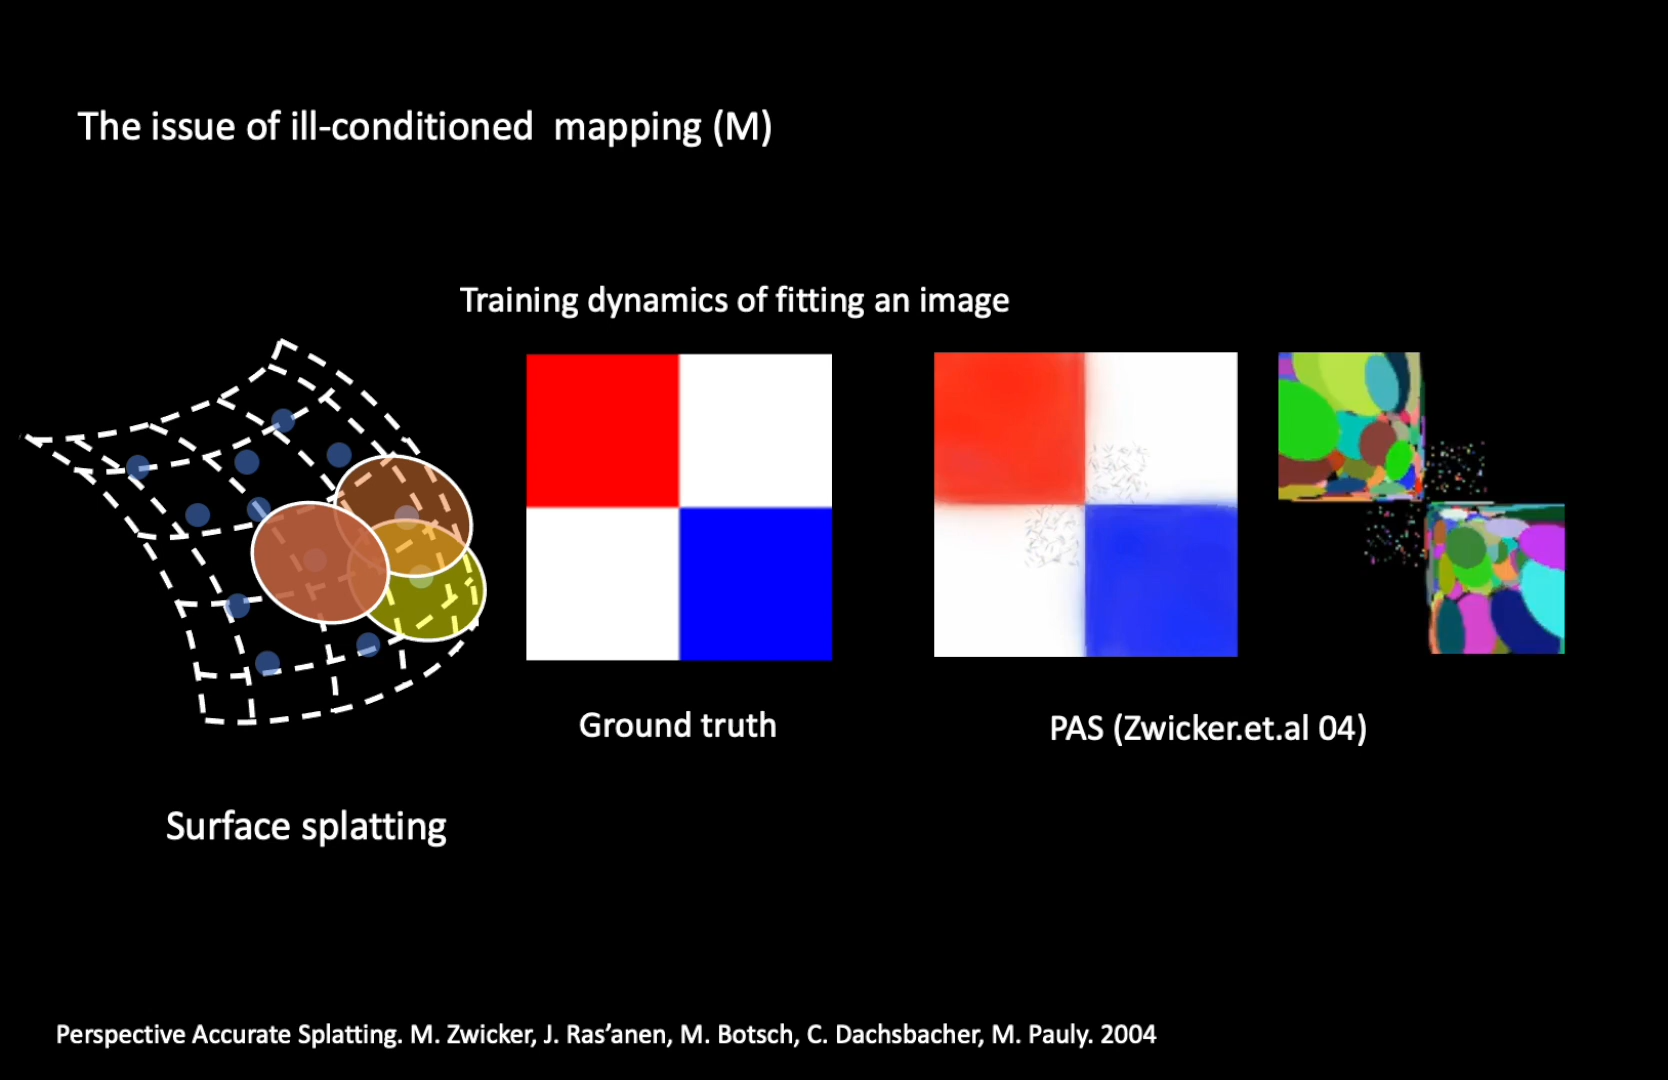 The issue of ill-conditioned mapping (M)
Training dynamics of fitting an image
Ground truth
PAS (Zwicker.et.al 04)
Surface splatting
Perspective Accurate Splatting. M. Zwicker, J. Ras’anen, M. Botsch, C. Dachsbacher, M. Pauly. 2004